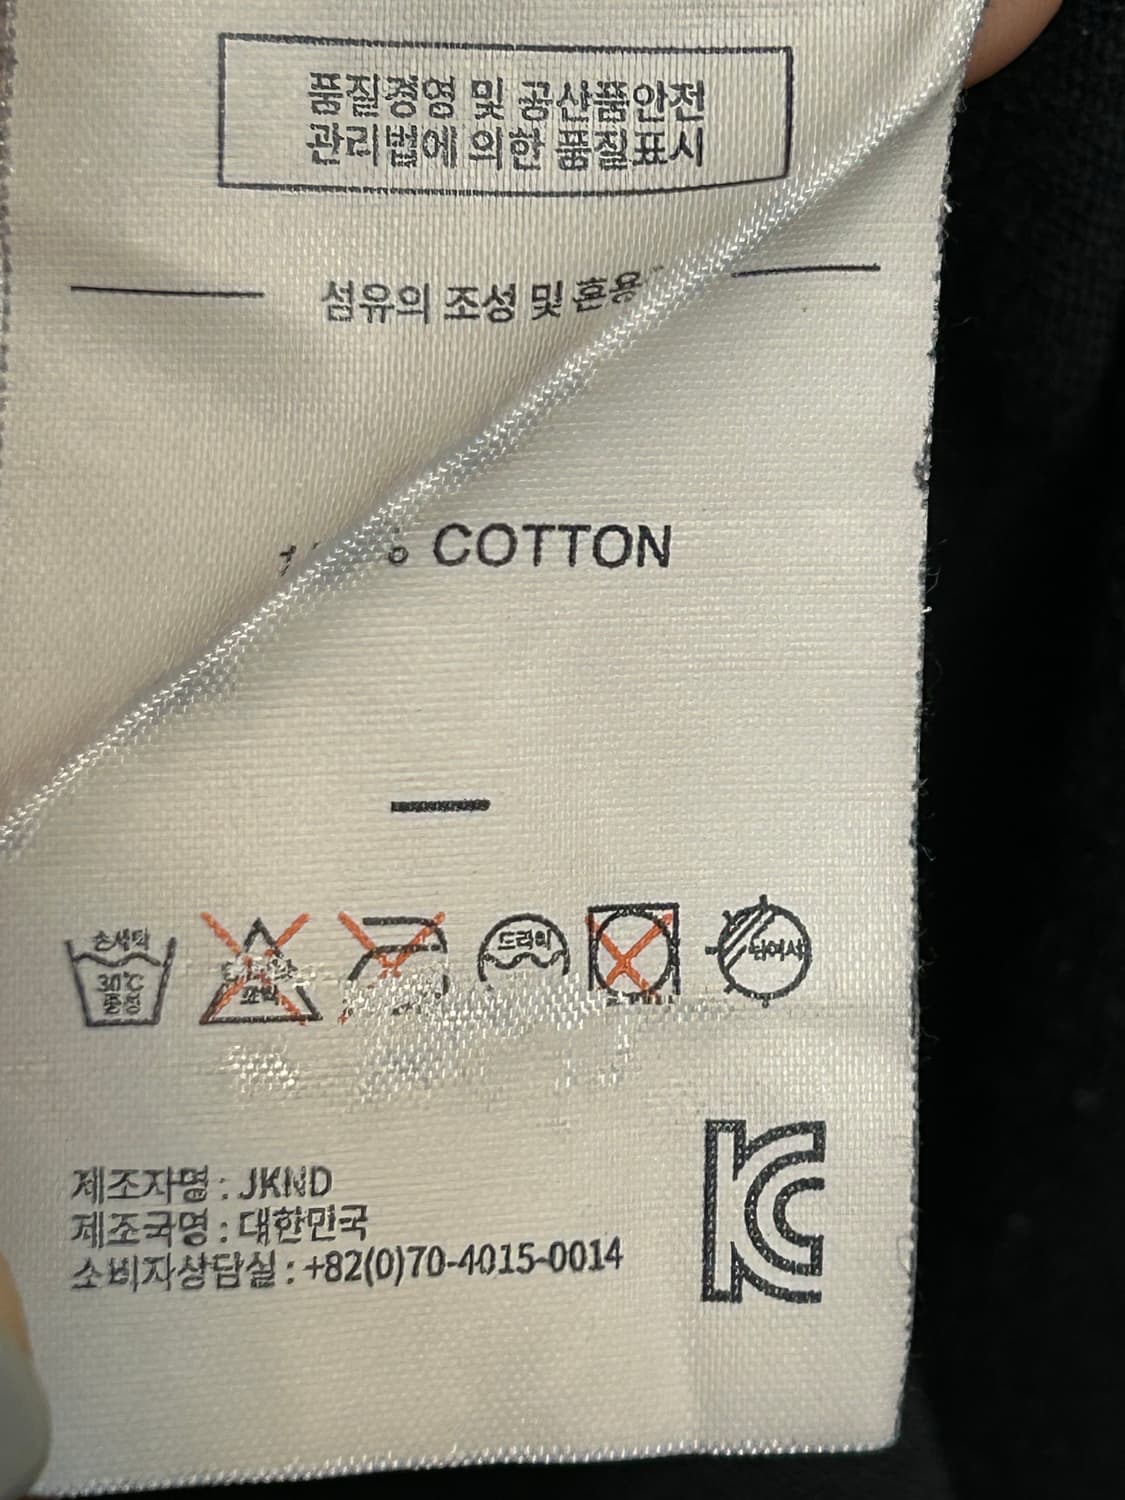 품질경영 및 공산품안전
관리법에 의한 품질표시
섬유의 조성 및 혼용
% COTTON
손세탁
30℃
중성
드라이
뉘어서
제조자명 : JKND
제조국명 : 대한민국
소비자상담실 : +82(0)70-4015-0014